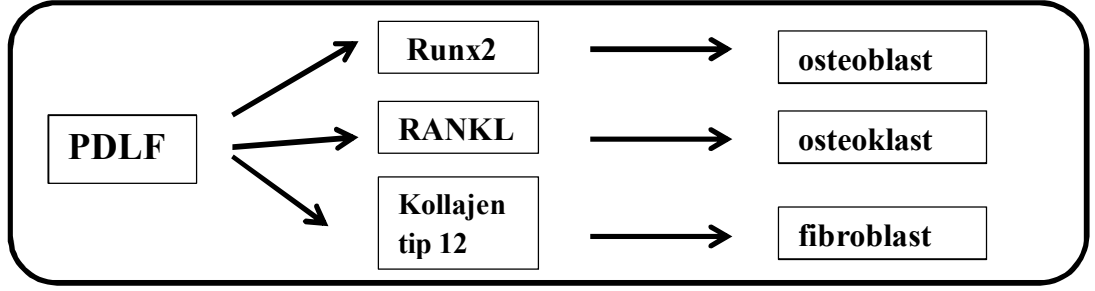 PDLF
Runx2
osteoblast
RANKL
osteoklast
Kollajen
tip 12
fibroblast